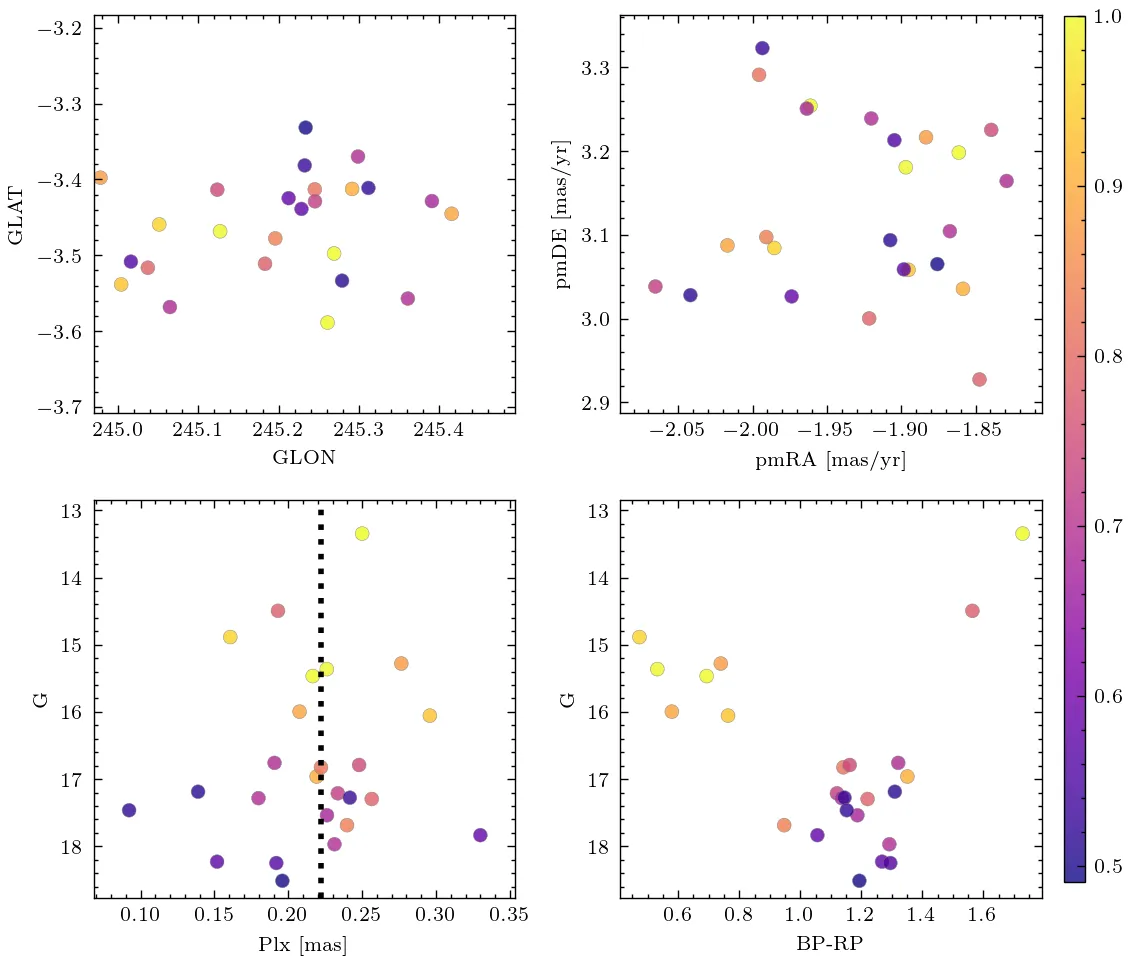 −3.2
−3.3
−3.4
−3.5
−3.6
−3.7
GLAT
245.0 245.1 245.2 245.3 245.4
GLON
3.3
3.2
3.1
3.0
2.9
pmDE [mas/yr]
−2.05 −2.00 −1.95 −1.90 −1.85
pmRA [mas/yr]
13
14
15
16
17
18
G
0.10 0.15 0.20 0.25 0.30 0.35
Plx [mas]
13
14
15
16
17
18
G
0.6 0.8 1.0 1.2 1.4 1.6
BP-RP
1.0
0.9
0.8
0.7
0.6
0.5